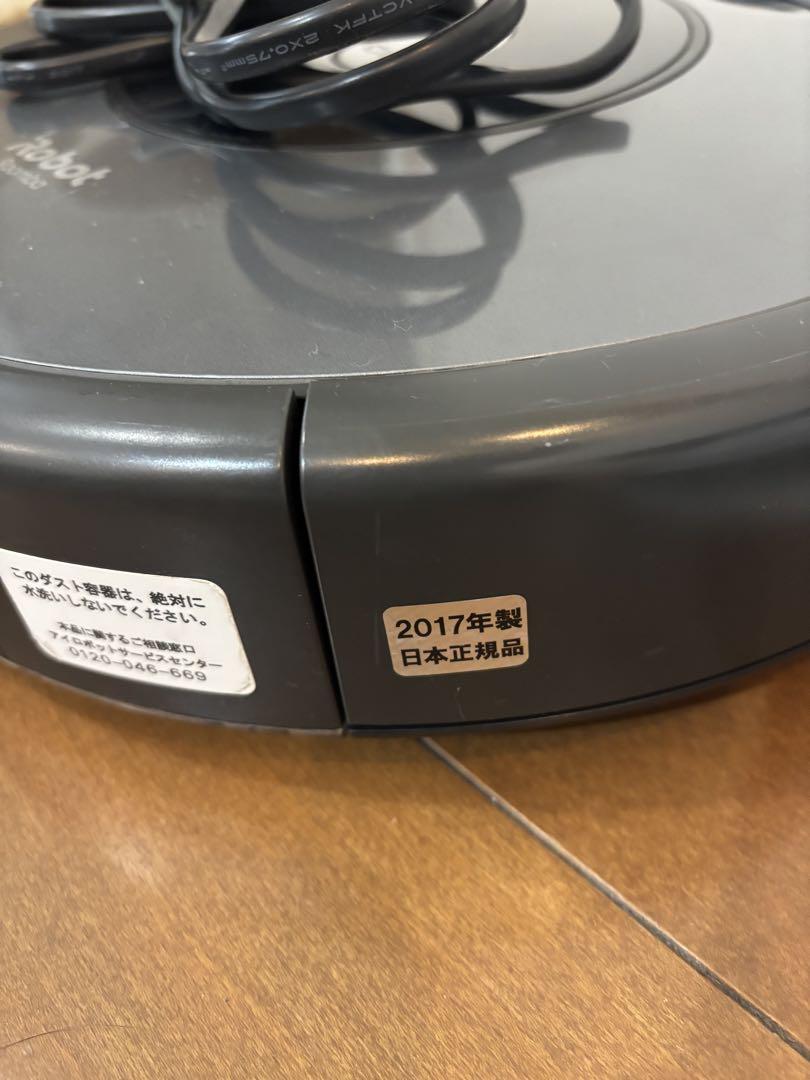 VCTFK 2X0.75mm²
iRobot
Roomba
このダスト容器は、絶対に
水洗いしないでください。
本品に関するご相談窓口
アイロボットサービスセンター
0120-046-669
2017年製
日本正規品